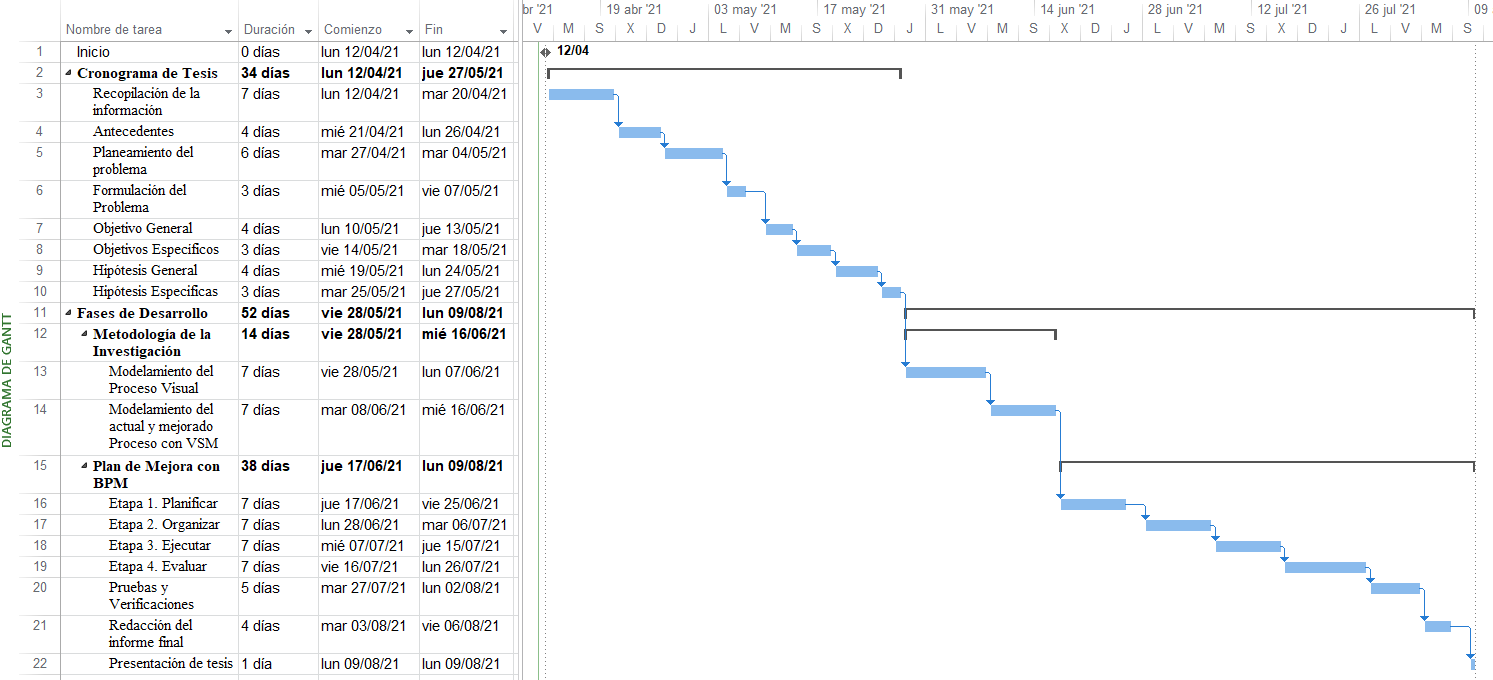 br '21 19 abr '21 03 may '21 17 may '21 31 may '21 14 jun '21 28 jun '21 12 jul '21 26 jul '21 09
Nombre de tarea Duración Comienzo Fin V M S X D J L V M S X D J L V M S X D J L V M S X D J L V M S
1 Inicio 0 días lun 12/04/21 lun 12/04/21 12/04
2 Cronograma de Tesis 34 días lun 12/04/21 jue 27/05/21
3 Recopilación de la 7 días lun 12/04/21 mar 20/04/21
información
4 Antecedentes 4 días mié 21/04/21 lun 26/04/21
5 Planeamiento del 6 días mar 27/04/21 mar 04/05/21
problema
6 Formulación del 3 días mié 05/05/21 vie 07/05/21
Problema
7 Objetivo General 4 días lun 10/05/21 jue 13/05/21
8 Objetivos Especificos 3 días vie 14/05/21 mar 18/05/21
9 Hipótesis General 4 días mié 19/05/21 lun 24/05/21
10 Hipótesis Especificas 3 días mar 25/05/21 jue 27/05/21
11 Fases de Desarrollo 52 días vie 28/05/21 lun 09/08/21
12 Metodología de la 14 días vie 28/05/21 mié 16/06/21
Investigación
13 Modelamiento del 7 días vie 28/05/21 lun 07/06/21
Proceso Visual
14 Modelamiento del 7 días mar 08/06/21 mié 16/06/21
actual y mejorado
Proceso con VSM
15 Plan de Mejora con 38 días jue 17/06/21 lun 09/08/21
BPM
16 Etapa 1. Planificar 7 días jue 17/06/21 vie 25/06/21
17 Etapa 2. Organizar 7 días lun 28/06/21 mar 06/07/21
18 Etapa 3. Ejecutar 7 días mié 07/07/21 jue 15/07/21
19 Etapa 4. Evaluar 7 días vie 16/07/21 lun 26/07/21
20 Pruebas y 5 días mar 27/07/21 lun 02/08/21
Verificaciones
21 Redacción del 4 días mar 03/08/21 vie 06/08/21
informe final
22 Presentación de tesis 1 día lun 09/08/21 lun 09/08/21
DIAGRAMA DE GANTT